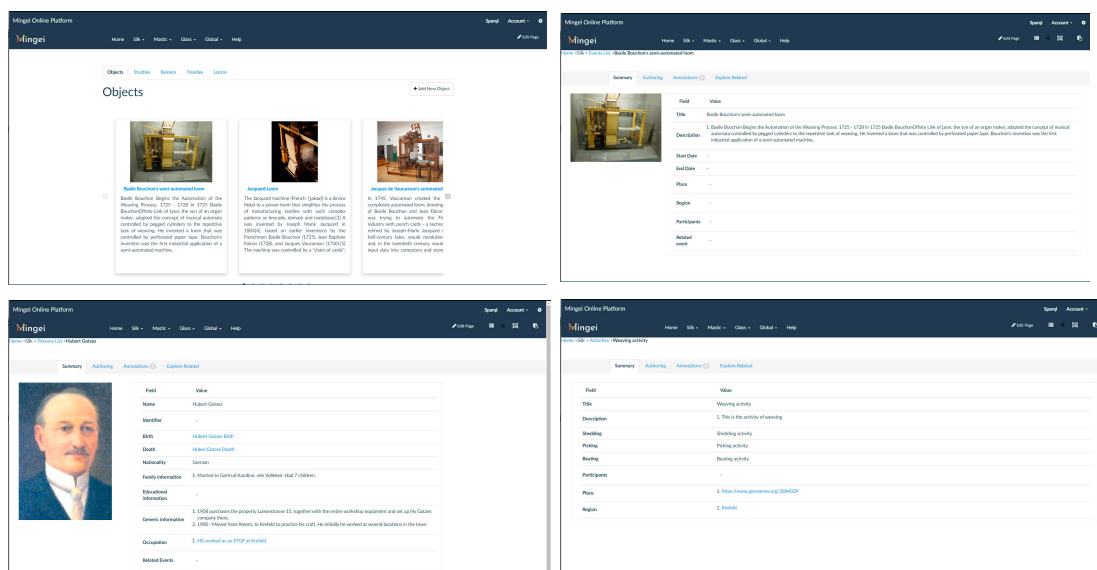 Mingei Online Platform
Sparql Account
Mingei Home Silk Mastic Glass Global Help Edit Page
Objects Shuttles Beaters Treadles Looms
Objects
+ Add New Object
Basile Bouchon's semi-automated loom
Basile Bouchon Begins the Automation of the
Weaving Process. 1725 - 1728 In 1725 Basile
BouchonOffsite Link of Lyon, the son of an organ
maker, adapted the concept of musical automata
controlled by pegged cylinders to the repetitive
task of weaving. He invented a loom that was
controlled by perforated paper tape. Bouchon's
invention was the first industrial application of a
semi-automated machine.
Jacquard Loom
The Jacquard machine (French: [ʒakaʁ]) is a device
fitted to a power loom that simplifies the process
of manufacturing textiles with such complex
patterns as brocade, damask and matelassé.[3] It
was invented by Joseph Marie Jacquard in
1804[4], based on earlier inventions by the
Frenchmen Basile Bouchon (1725), Jean Baptiste
Falcon (1728), and Jacques Vaucanson (1740).[5]
The machine was controlled by a "chain of cards";
Jacques de Vaucanson's automated
In 1745, Vaucanson created the
completely automated loom, drawing
of Basile Bouchon and Jean Falcon
was trying to automate the Fr
industry with punch cards - a technol
refined by Joseph-Marie Jacquard
half-century later, would revolution
and, in the twentieth century, would
input data into computers and store
Mingei Online Platform
Sparql Account
Mingei Home Silk Mastic Glass Global Help Edit Page
Home >Silk > Events List >Basile Bouchon's semi-automated loom
Summary Authoring Annotations Explore Related
Field Value
Title Basile Bouchon's semi-automated loom
Description 1. Basile Bouchon Begins the Automation of the Weaving Process. 1725 - 1728 In 1725 Basile BouchonOffsite Link of Lyon, the son of an organ maker, adapted the concept of musical
automata controlled by pegged cylinders to the repetitive task of weaving. He invented a loom that was controlled by perforated paper tape. Bouchon's invention was the first
industrial application of a semi-automated machine.
Start Date -
End Date -
Place -
Region -
Participants -
Related
event -
Mingei Online Platform
Sparql Account
Mingei Home Silk Mastic Glass Global Help Edit Page
Home >Silk > Persons List >Hubert Gotzes
Summary Authoring Annotations Explore Related
Field Value
Name Hubert Gotzes
Identifier -
Birth Hubert Gotzes Birth
Death Huber Gotzes Death
Nationality German
Family information 1. Married to Gertrud Karoline, née Vollekeir. Had 7 children.
Educational
information -
Generic information 1. 1908 purchases the property Luisenstrasse 15, together with the entire workshop equipment and set up his Gotzes
company there.
2. 1900 - Moved from Amern, to Krefeld to practice his craft. He initially he worked at several locations in the town
Occupation 1. HG worked as an ETGP at Krefeld.
Related Events -
Mingei Online Platform
Sparql Account
Mingei Home Silk Mastic Glass Global Help Edit Page
Home >Silk > Activities >Weaving activity
Summary Authoring Annotations Explore Related
Field Value
Title Weaving activity
Description 1. This is the activity of weaving
Shedding Shedding activity
Picking Picking activity
Beating Beating activity
Participants -
Place 1. https://www.geonames.org/2884509
Region 1. Krefeld